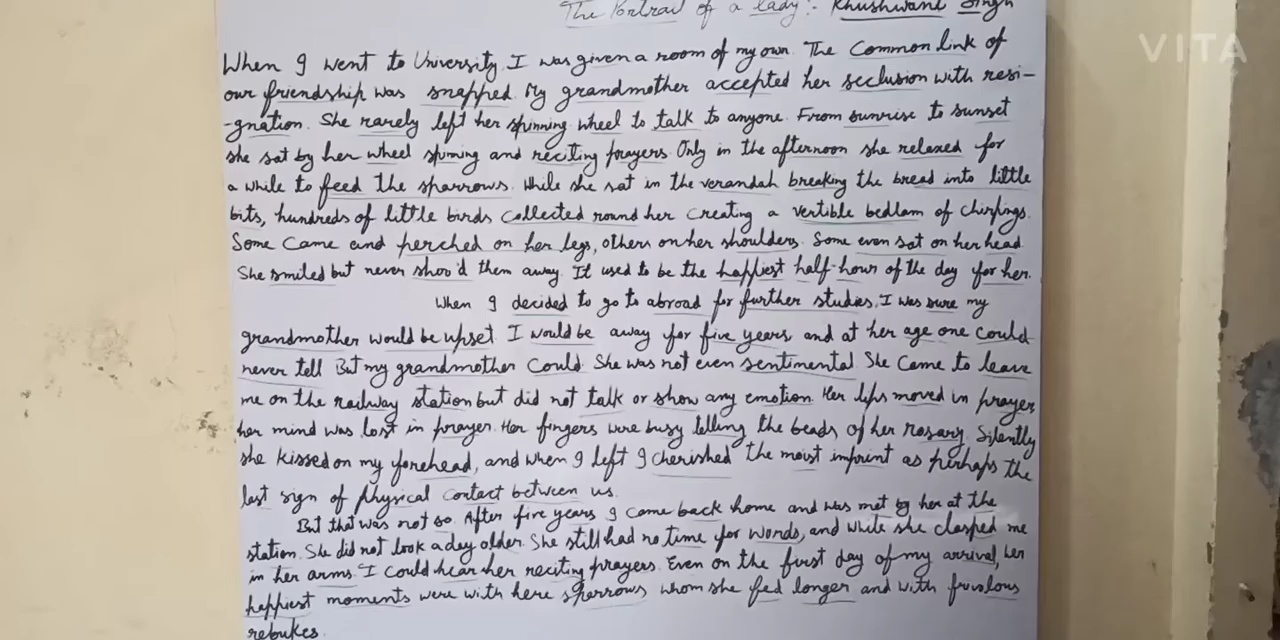 The Portrait of a lady:- Khushwant Singh
VITA
When I went to University, I was given a room of my own. The Common link of
our friendship was snapped. My grandmother accepted her seclusion with resi-
-gnation. She rarely left her spinning wheel to talk to anyone. From sunrise to sunset
she sat by her wheel spinning and reciting prayers. Only in the afternoon she relaxed for
a while to feed the sparrows. While she sat in the verandah breaking the bread into little
bits, hundreds of little birds collected round her creating a vertible bedlam of chirpings.
Some came and perched on her legs, others on her shoulders. Some even sat on her head.
She smiled but never shoo'd them away. It used to be the happiest half-hour of the day for her.
When I decided to go to abroad for further studies, I was sure my
grandmother would be upset. I would be away for five years, and at her age one could
never tell. But my grandmother Could. She was not even sentimental. She Came to leave
me on the railway station but did not talk or show any emotion. Her lips moved in prayer,
her mind was lost in prayer. Her fingers were busy telling the beads of her rosary. Silently
she kissed on my forehead, and when I left I cherished the moist imprint as perhaps the
last sign of physical contact between us.
But that was not so. After five years I came back home and was met by her at the
station. She did not look a day older. She still had no time for words, and while she clasped me
in her arms I could hear her reciting prayers. Even on the first day of my arrival, her
happiest moments were with here sparrows whom she fed longer and with frivolous
rebukes.